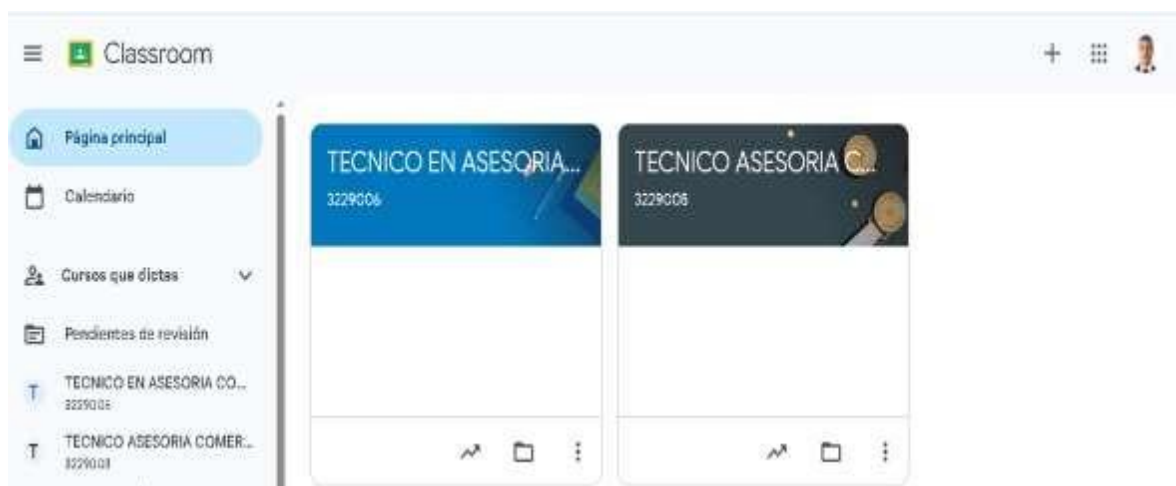 Classroom
Página principal
Calendario
Cursos que dictas
Pendientes de revisión
TECNICO EN ASESORIA CO...
TECNICO ASESORIA COMER...
TECNICO EN ASESORIA...
3229006
TECNICO ASESORIA C...